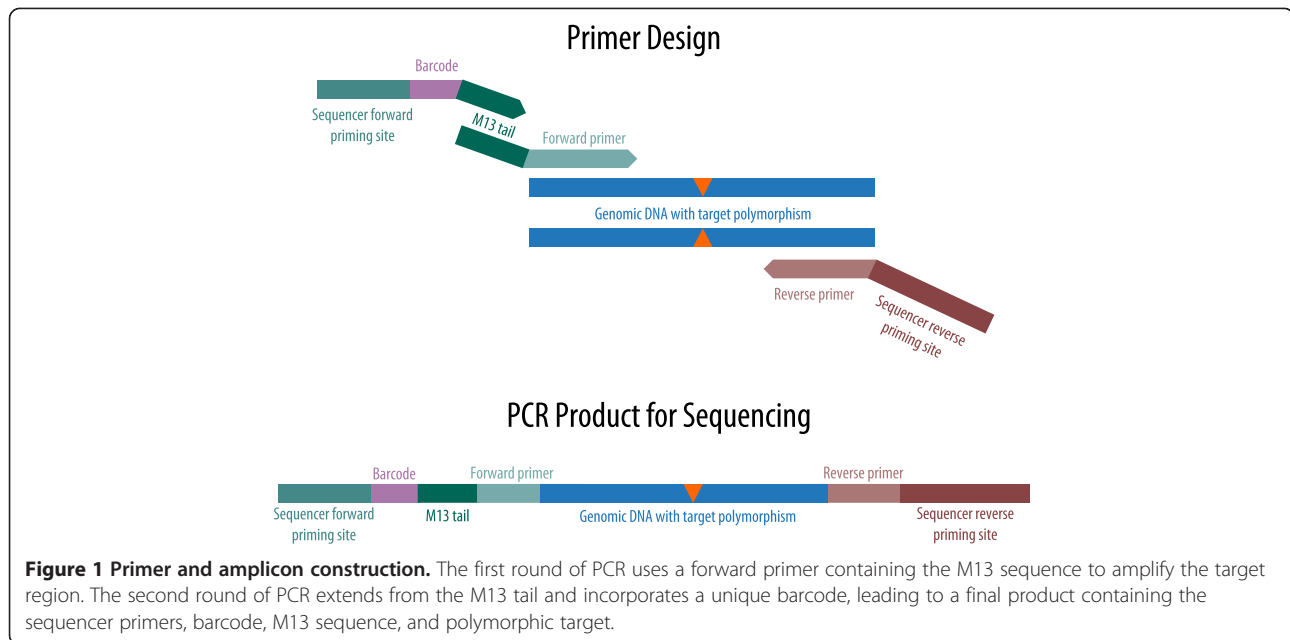 Primer Design
Barcode
Sequencer forward
priming site
M13 tail
Forward primer
Genomic DNA with target polymorphism
Reverse primer
Sequencer reverse
priming site
PCR Product for Sequencing
Barcode
Forward primer
Reverse primer
Sequencer forward
priming site
M13 tail
Genomic DNA with target polymorphism
Sequencer reverse
priming site
Figure 1 Primer and amplicon construction. The first round of PCR uses a forward primer containing the M13 sequence to amplify the target
region. The second round of PCR extends from the M13 tail and incorporates a unique barcode, leading to a final product containing the
sequencer primers, barcode, M13 sequence, and polymorphic target.